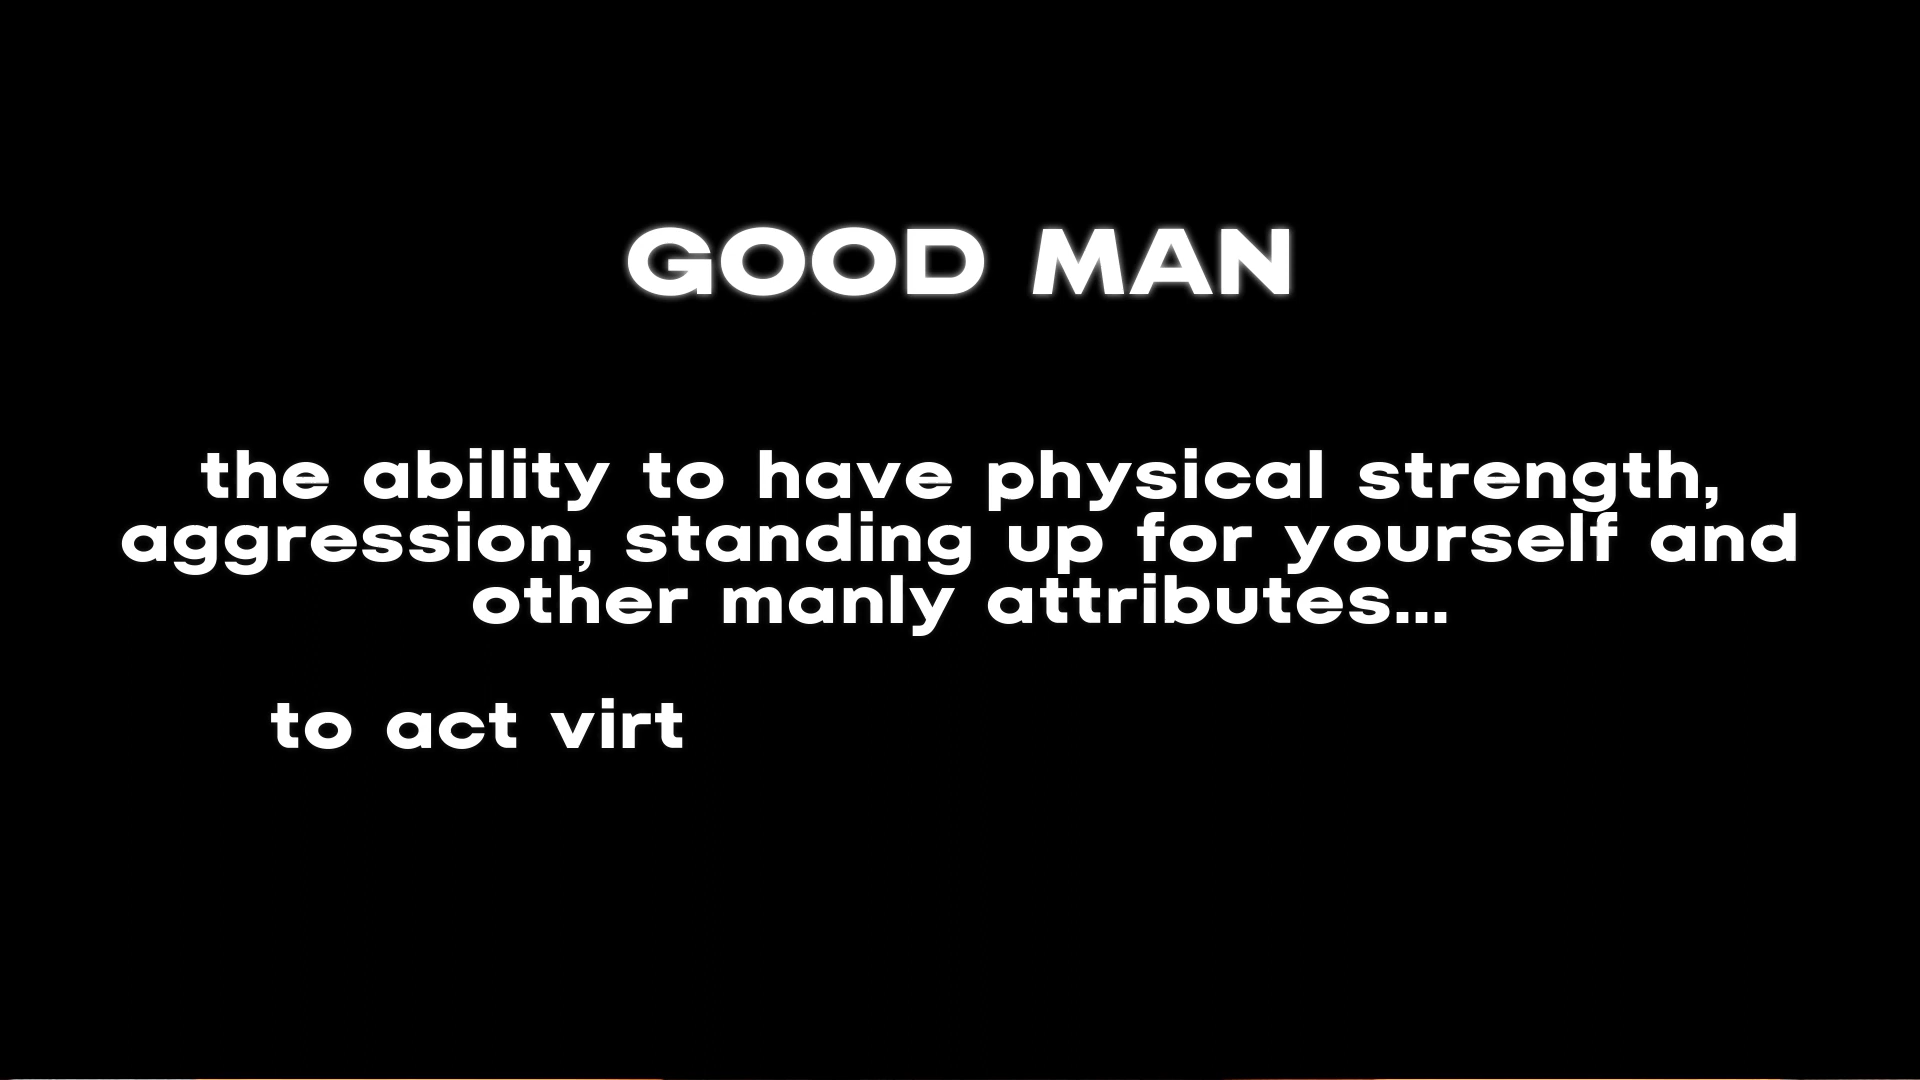 GOOD MAN
the ability to have physical strength,
aggression, standing up for yourself and
other manly attributes...
to act virt